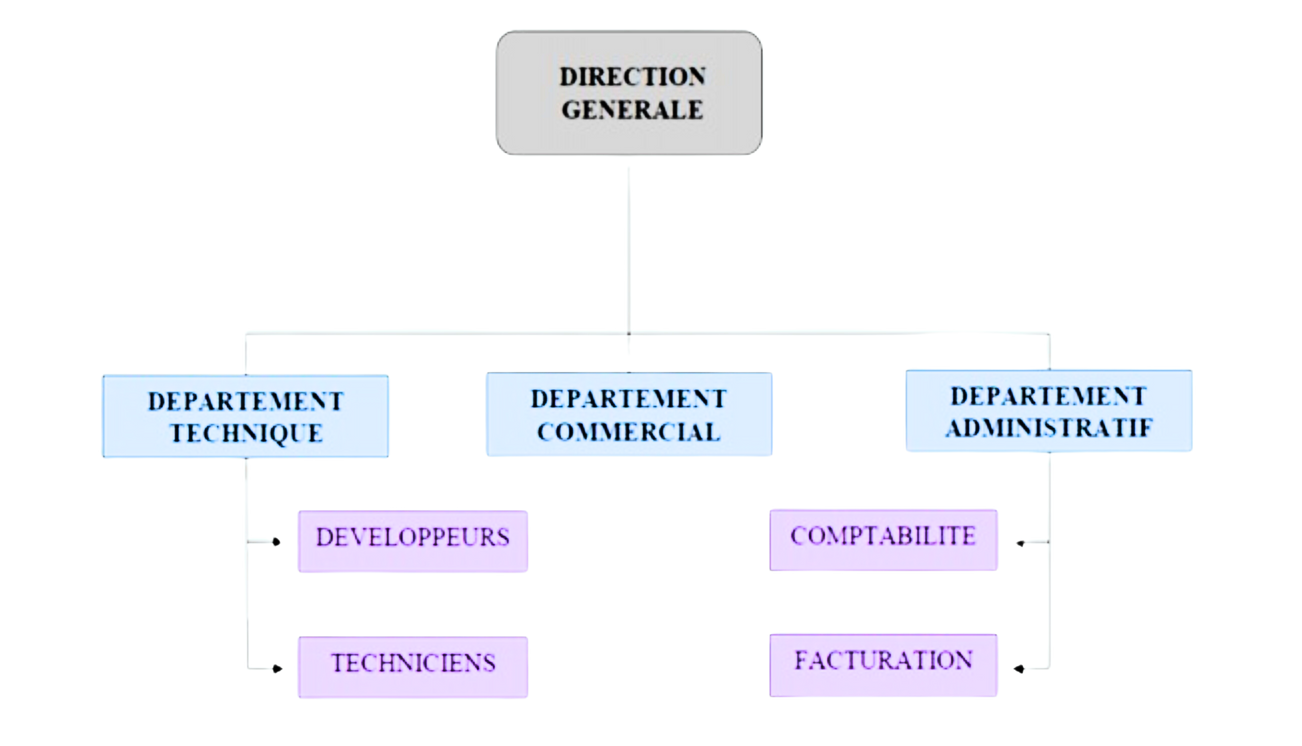 DIRECTION
GENERALE
DEPARTEMENT
TECHNIQUE
DEPARTEMENT
COMMERCIAL
DEPARTEMENT
ADMINISTRATIF
DEVELOPPEURS
COMPTABILITE
TECHNICIENS
FACTURATION